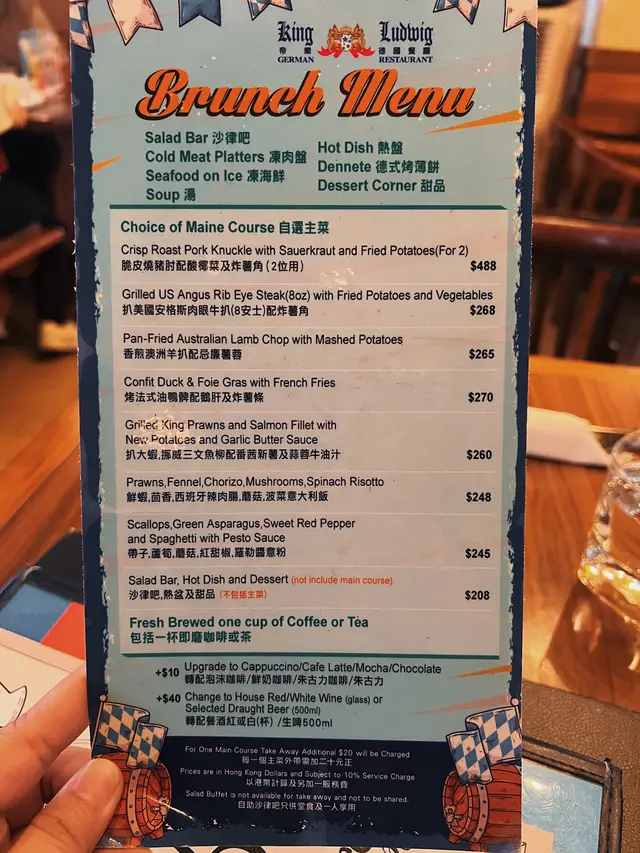 King Ludwig
帝樂 德國餐廳
GERMAN RESTAURANT
Brunch Menu
Salad Bar 沙律吧
Cold Meat Platters 凍肉盤
Seafood on Ice 凍海鮮
Soup 湯
Hot Dish 熱盤
Dennete 德式烤薄餅
Dessert Corner 甜品
Choice of Maine Course 自選主菜
Crisp Roast Pork Knuckle with Sauerkraut and Fried Potatoes(For 2)
脆皮燒豬肘配酸椰菜及炸薯角(2位用) $488
Grilled US Angus Rib Eye Steak(8oz) with Fried Potatoes and Vegetables
扒美國安格斯肉眼牛扒(8安士)配炸薯角 $268
Pan-Fried Australian Lamb Chop with Mashed Potatoes
香煎澳洲羊扒配忌廉薯蓉 $265
Confit Duck & Foie Gras with French Fries
烤法式油鴨髀配鵝肝及炸薯條 $270
Grilled King Prawns and Salmon Fillet with
New Potatoes and Garlic Butter Sauce
扒大蝦,挪威三文魚柳配番茜新薯及蒜蓉牛油汁 $260
Prawns,Fennel,Chorizo,Mushrooms,Spinach Risotto
鮮蝦,茴香,西班牙辣肉腸,蘑菇,波菜意大利飯 $248
Scallops,Green Asparagus,Sweet Red Pepper
and Spaghetti with Pesto Sauce
帶子,蘆筍,蘑菇,紅甜椒,羅勒醬意粉 $245
Salad Bar, Hot Dish and Dessert (not include main course)
沙律吧,熱盆及甜品 (不包括主菜) $208
Fresh Brewed one cup of Coffee or Tea
包括一杯即磨咖啡或茶
+$10 Upgrade to Cappuccino/Cafe Latte/Mocha/Chocolate
轉配泡沫咖啡/鮮奶咖啡/朱古力咖啡/朱古力
+$40 Change to House Red/White Wine (glass) or
Selected Draught Beer (500ml)
轉配餐酒紅或白(杯) /生啤500ml
For One Main Course Take Away Additional $20 will be Charged
每一個主菜外帶需加二十元正
Prices are in Hong Kong Dollars and Subject to 10% Service Charge
以港幣計算及另加一服務費
Salad Buffet is not available for take away and not to be shared.
自助沙律吧只供堂食及一人享用